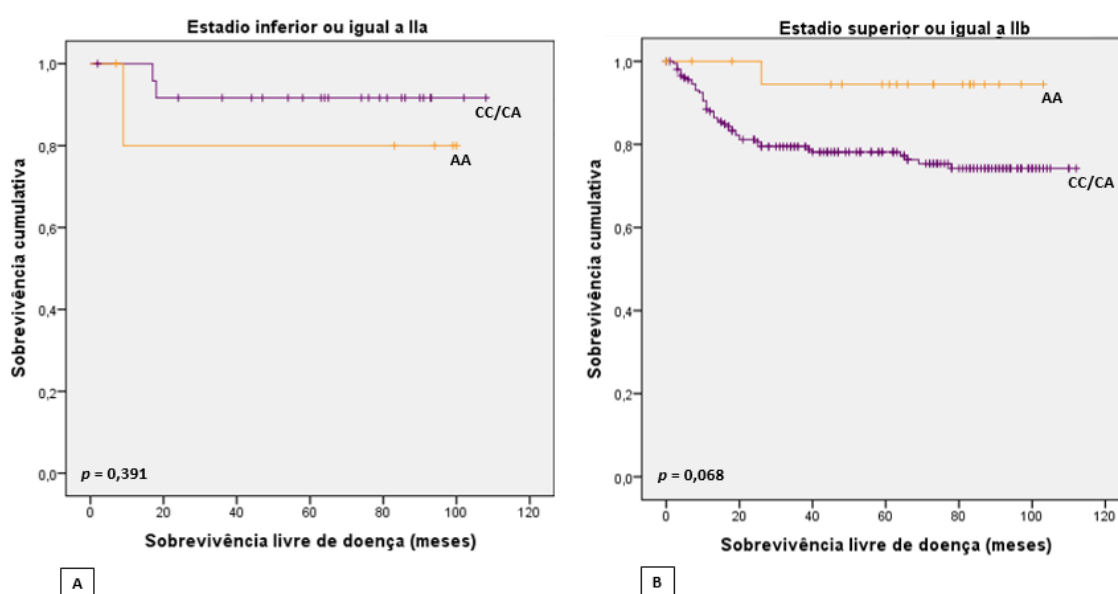 Estadio inferior ou igual a IIa
Sobrevivência cumulativa
1,0
0,8
0,6
0,4
0,2
0,0
CC/CA
AA
p = 0,391
0 20 40 60 80 100 120
Sobrevivência livre de doença (meses)
A
Estadio superior ou igual a IIb
Sobrevivência cumulativa
1,0
0,8
0,6
0,4
0,2
0,0
AA
CC/CA
p = 0,068
0 20 40 60 80 100 120
Sobrevivência livre de doença (meses)
B